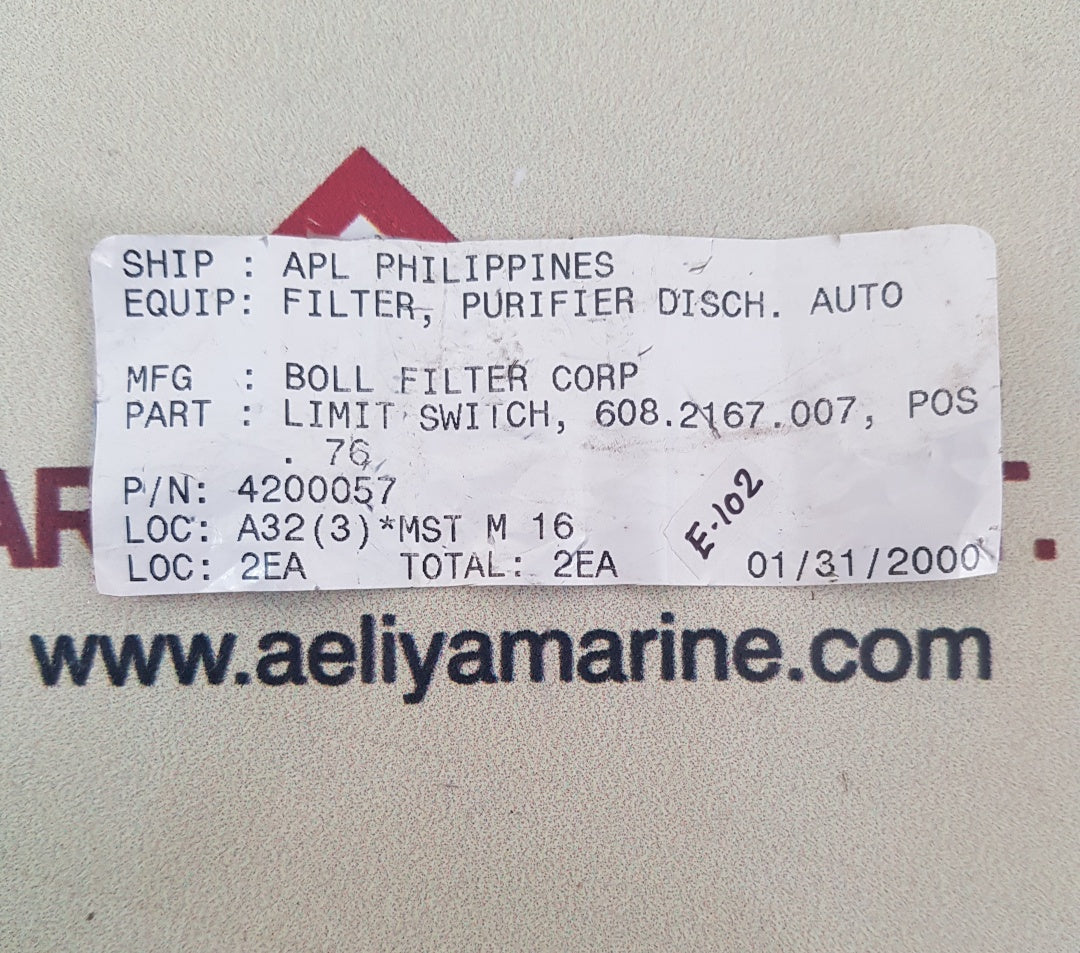 SHIP : APL PHILIPPINES
EQUIP: FILTER, PURIFIER DISCH. AUTO
MFG : BOLL FILTER CORP
PART : LIMIT SWITCH, 608.2167.007, POS
. 76
P/N: 4200057
LOC: A32(3)*MST M 16
E-102
LOC: 2EA TOTAL: 2EA 01/31/2000
www.aeliyamarine.com